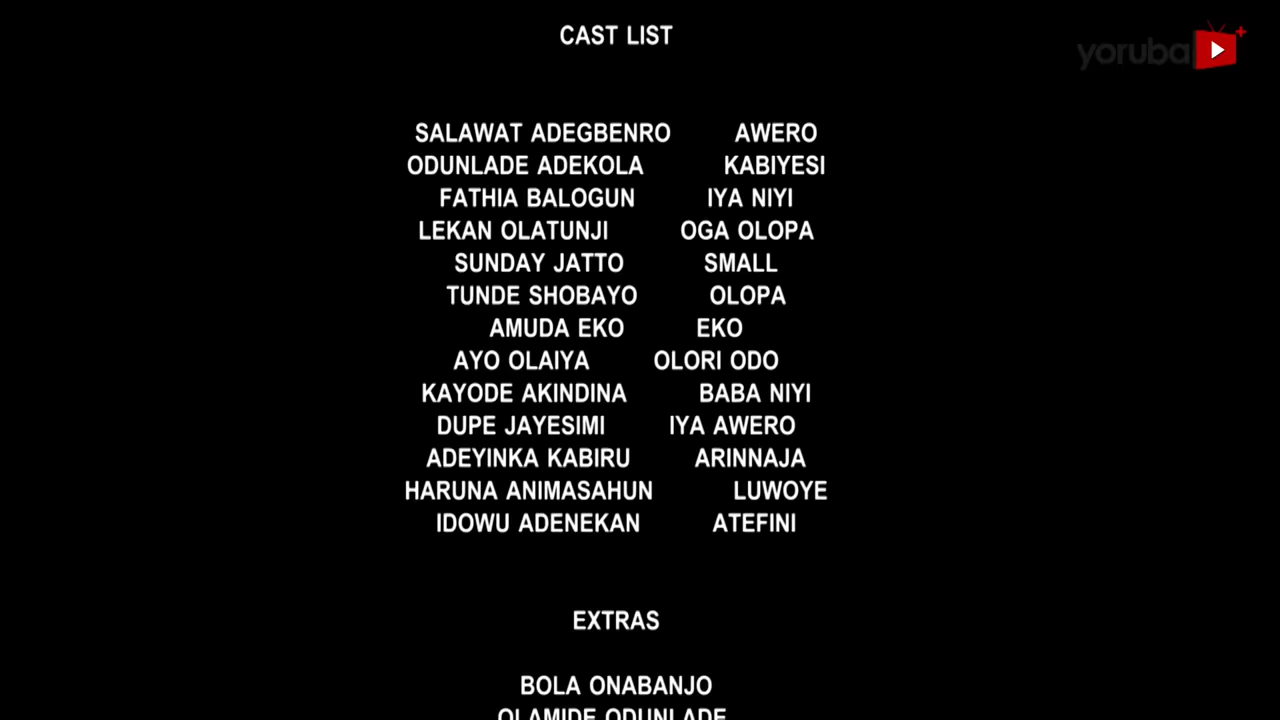 CAST LIST
yoruba
SALAWAT ADEGBENRO AWERO
ODUNLADE ADEKOLA KABIYESI
FATHIA BALOGUN IYA NIYI
LEKAN OLATUNJI OGA OLOPA
SUNDAY JATTO SMALL
TUNDE SHOBAYO OLOPA
AMUDA EKO EKO
AYO OLAIYA OLORI ODO
KAYODE AKINDINA BABA NIYI
DUPE JAYESIMI IYA AWERO
ADEYINKA KABIRU ARINNAJA
HARUNA ANIMASAHUN LUWOYE
IDOWU ADENEKAN ATEFINI
EXTRAS
BOLA ONABANJO
OLAMIDE ODUNLADE